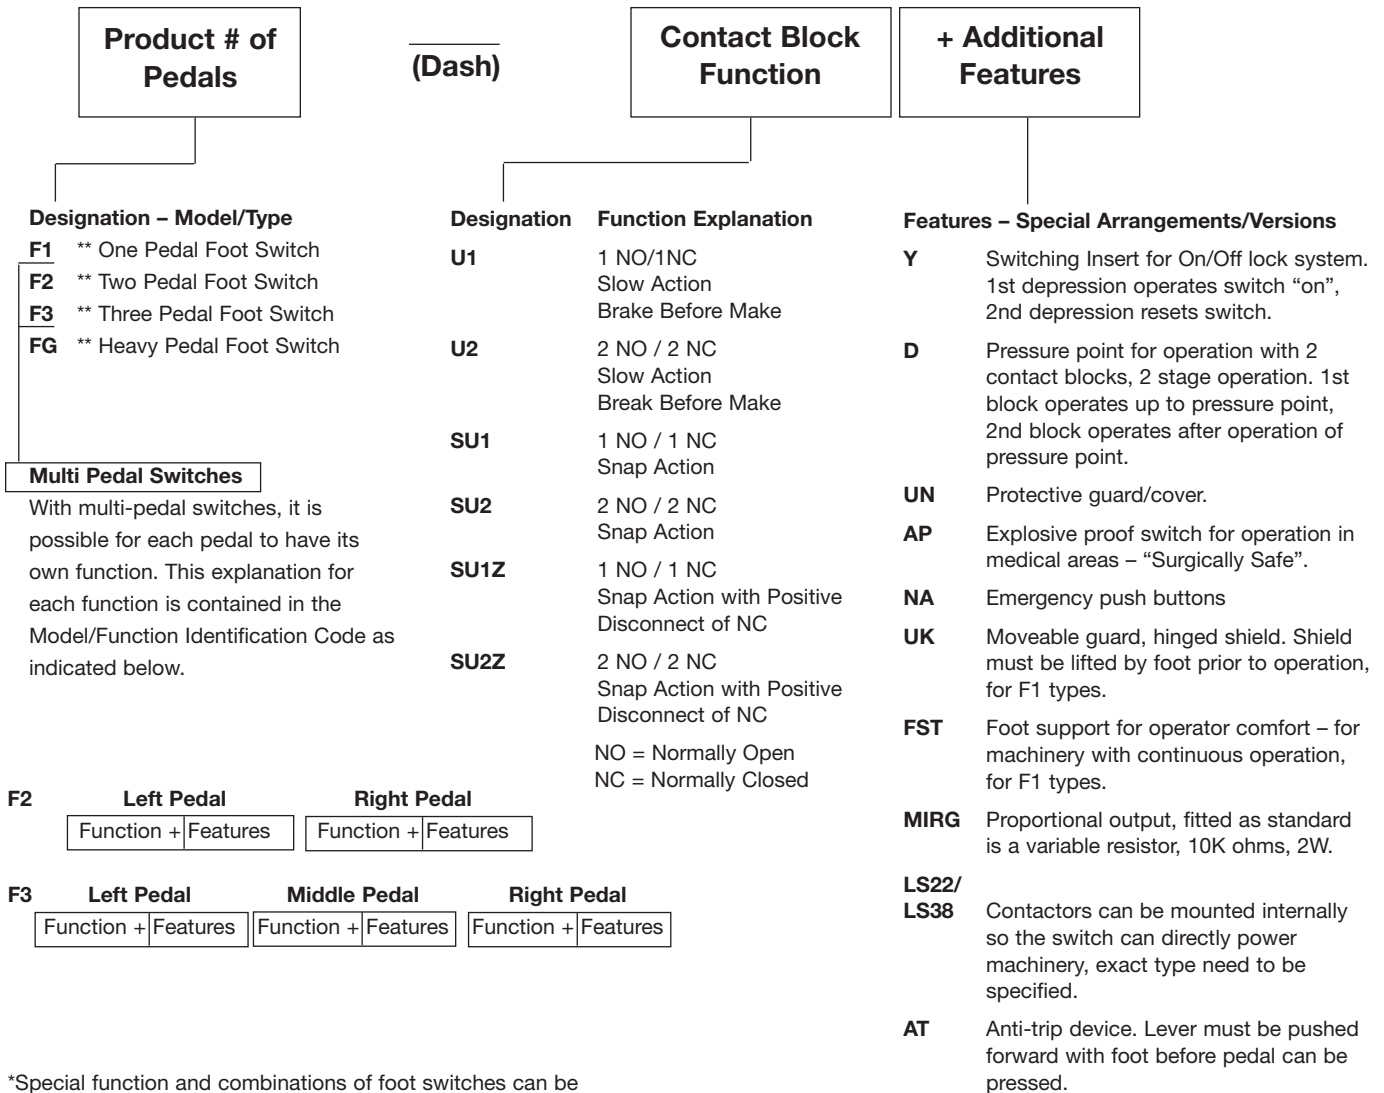 Product # of
Pedals
(Dash)
Contact Block
Function
+ Additional
Features
Designation – Model/Type
F1 ** One Pedal Foot Switch
F2 ** Two Pedal Foot Switch
F3 ** Three Pedal Foot Switch
FG ** Heavy Pedal Foot Switch
Multi Pedal Switches
With multi-pedal switches, it is
possible for each pedal to have its
own function. This explanation for
each function is contained in the
Model/Function Identification Code as
indicated below.
Designation Function Explanation
U1 1 NO/1NC
Slow Action
Brake Before Make
U2 2 NO / 2 NC
Slow Action
Break Before Make
SU1 1 NO / 1 NC
Snap Action
SU2 2 NO / 2 NC
Snap Action
SU1Z 1 NO / 1 NC
Snap Action with Positive
Disconnect of NC
SU2Z 2 NO / 2 NC
Snap Action with Positive
Disconnect of NC
NO = Normally Open
NC = Normally Closed
Features – Special Arrangements/Versions
Y Switching Insert for On/Off lock system.
1st depression operates switch “on”,
2nd depression resets switch.
D Pressure point for operation with 2
contact blocks, 2 stage operation. 1st
block operates up to pressure point,
2nd block operates after operation of
pressure point.
UN Protective guard/cover.
AP Explosive proof switch for operation in
medical areas – “Surgically Safe”.
NA Emergency push buttons
UK Moveable guard, hinged shield. Shield
must be lifted by foot prior to operation,
for F1 types.
FST Foot support for operator comfort – for
machinery with continuous operation,
for F1 types.
MIRG Proportional output, fitted as standard
is a variable resistor, 10K ohms, 2W.
LS22/
LS38 Contactors can be mounted internally
so the switch can directly power
machinery, exact type need to be
specified.
AT Anti-trip device. Lever must be pushed
forward with foot before pedal can be
pressed.
F2 Left Pedal Right Pedal
Function + Features Function + Features
F3 Left Pedal Middle Pedal Right Pedal
Function + Features Function + Features Function + Features
*Special function and combinations of foot switches can be